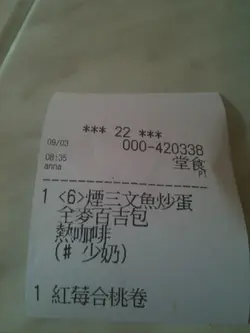 *** 22 ***
09/03 000-420338
08:35 堂食
anna P1
1 <6>煙三文魚炒蛋
全麥百吉包
熱咖啡
(# 少奶)
1 紅莓合桃卷